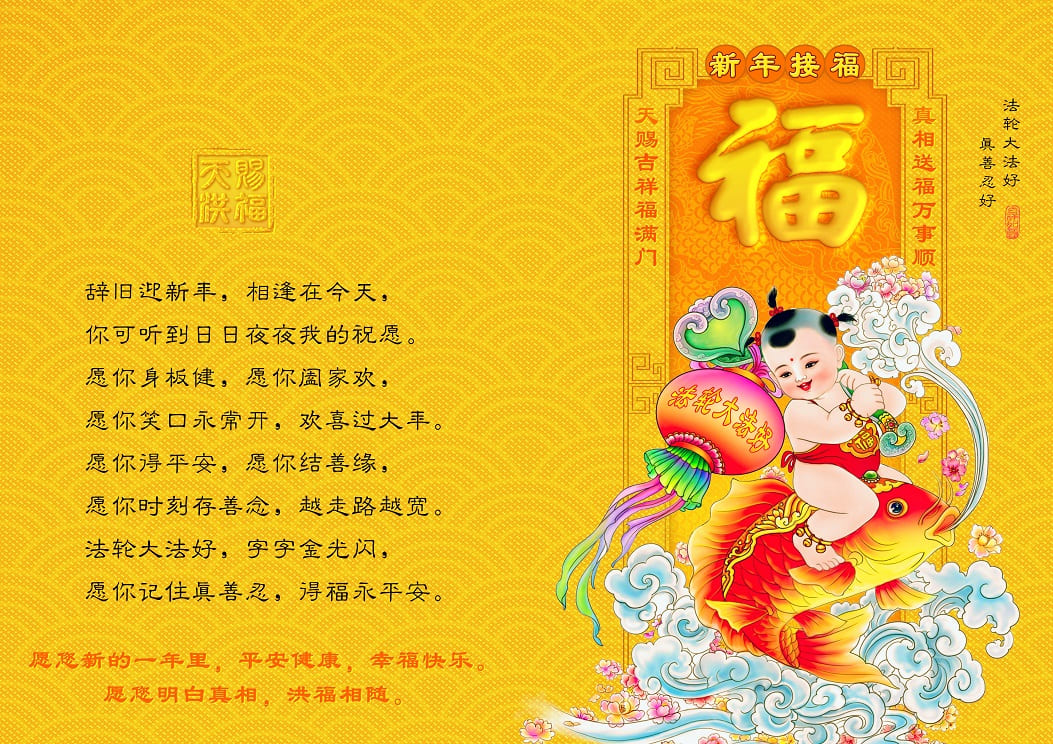 天赐
洪福
辞旧迎新年，相逢在今天，
你可听到日日夜夜我的祝愿。
愿你身板健，愿你阖家欢，
愿你笑口永常开，欢喜过大年。
愿你得平安，愿你结善缘，
愿你时刻存善念，越走路越宽。
法轮大法好，字字金光闪，
愿你记住眞善忍，得福永平安。
愿您新的一年里，平安健康，幸福快乐。
愿您明白真相，洪福相随。
新年接福
福
真相送福万事顺
天赐吉祥福满门
法轮大法好
眞善忍好
法轮大法好
福